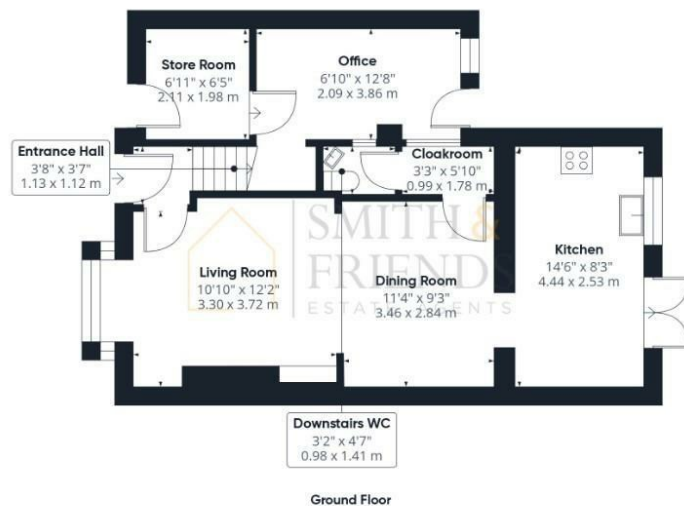 Store Room
6'11" x 6'5"
2.11 x 1.98 m
Office
6'10" x 12'8"
2.09 x 3.86 m
Entrance Hall
3'8" x 3'7"
1.13 x 1.12 m
Cloakroom
3'3" x 5'10"
0.99 x 1.78 m
SMITH &
FRIENDS
ESTATE AGENTS
Living Room
10'10" x 12'2"
3.30 x 3.72 m
Dining Room
11'4" x 9'3"
3.46 x 2.84 m
Kitchen
14'6" x 8'3"
4.44 x 2.53 m
Downstairs WC
3'2" x 4'7"
0.98 x 1.41 m
Ground Floor